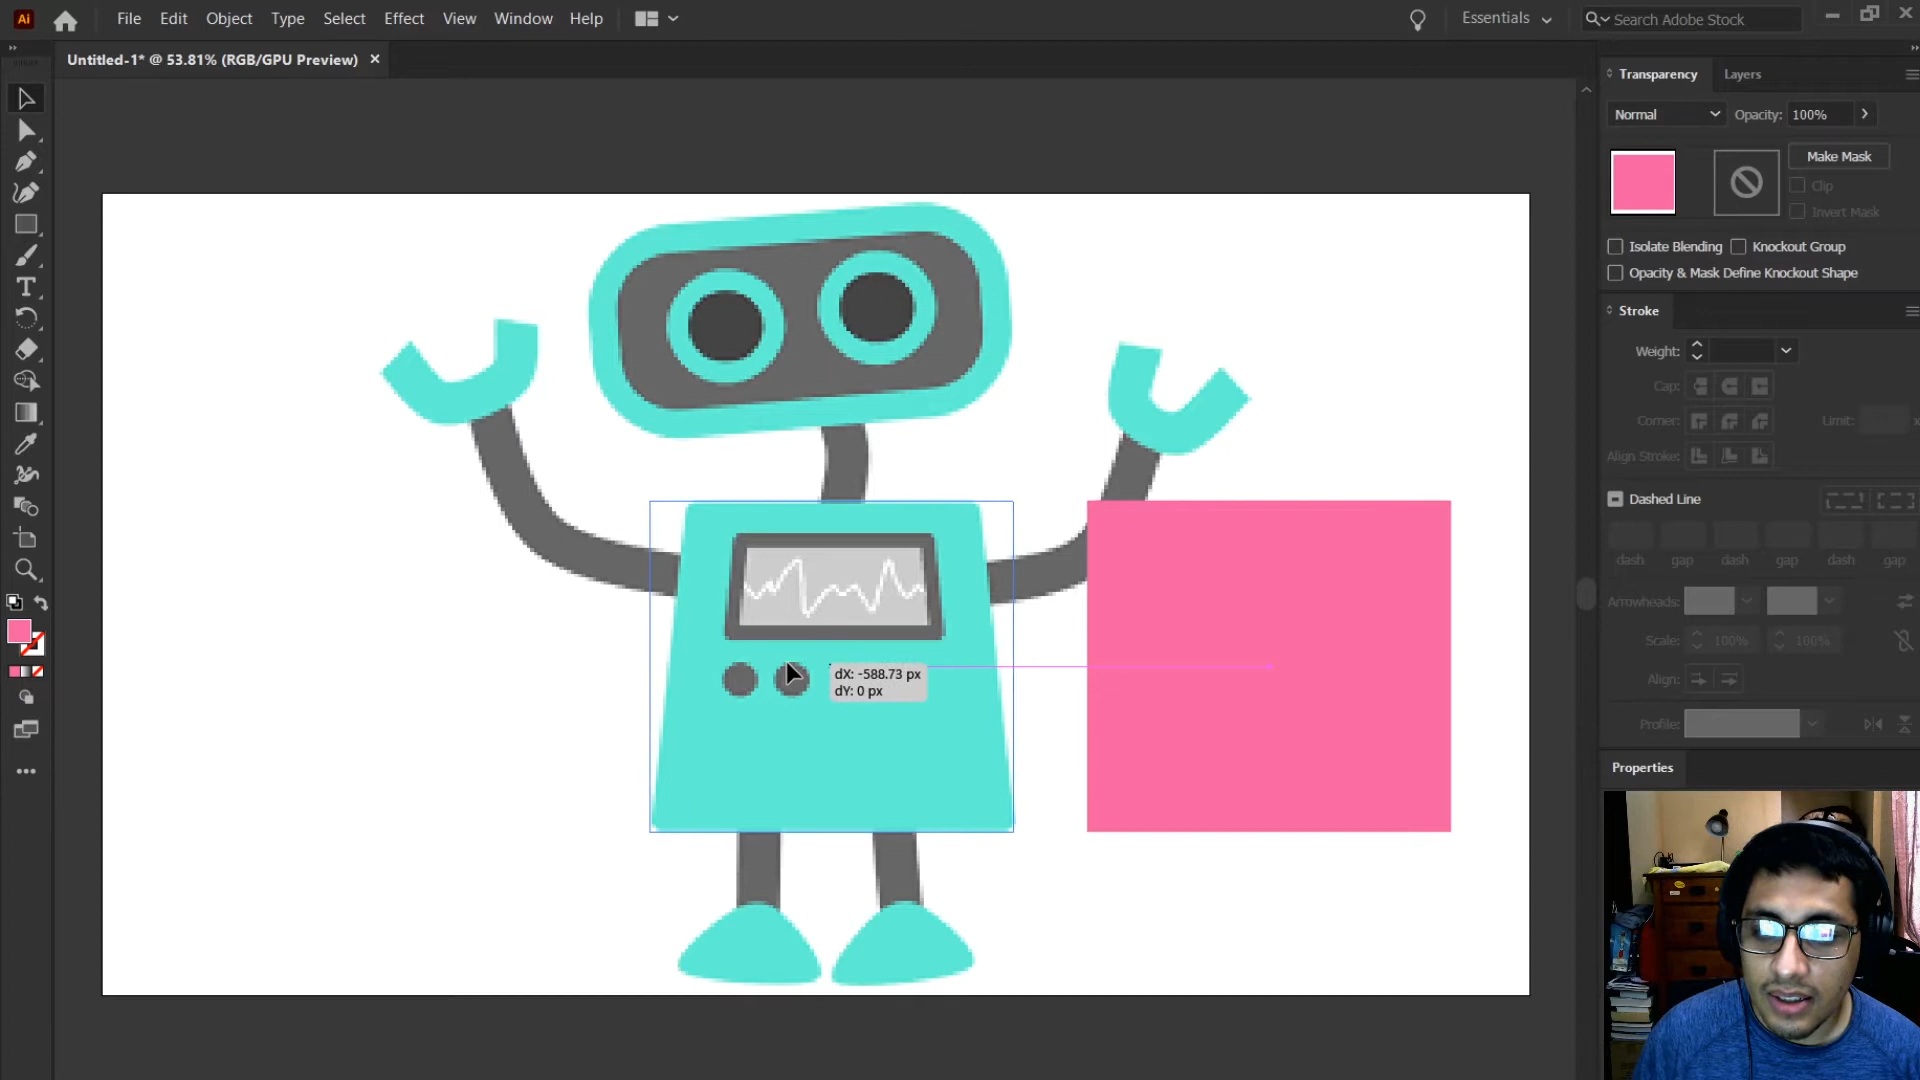 Ai File Edit Object Type Select Effect View Window Help Essentials Search Adobe Stock
Untitled-1* @ 53.81% (RGB/GPU Preview)
Transparency Layers
Normal Opacity: 100%
Make Mask
Clip
Invert Mask
Isolate Blending Knockout Group
Opacity & Mask Define Knockout Shape
Stroke
Weight:
Cap:
Corner: Limit: x
Align Stroke:
Dashed Line
dash gap dash gap dash gap
Arrowheads:
Scale: 100% 100%
Align:
Profile:
Properties
dX: -588.73 px
dY: 0 px